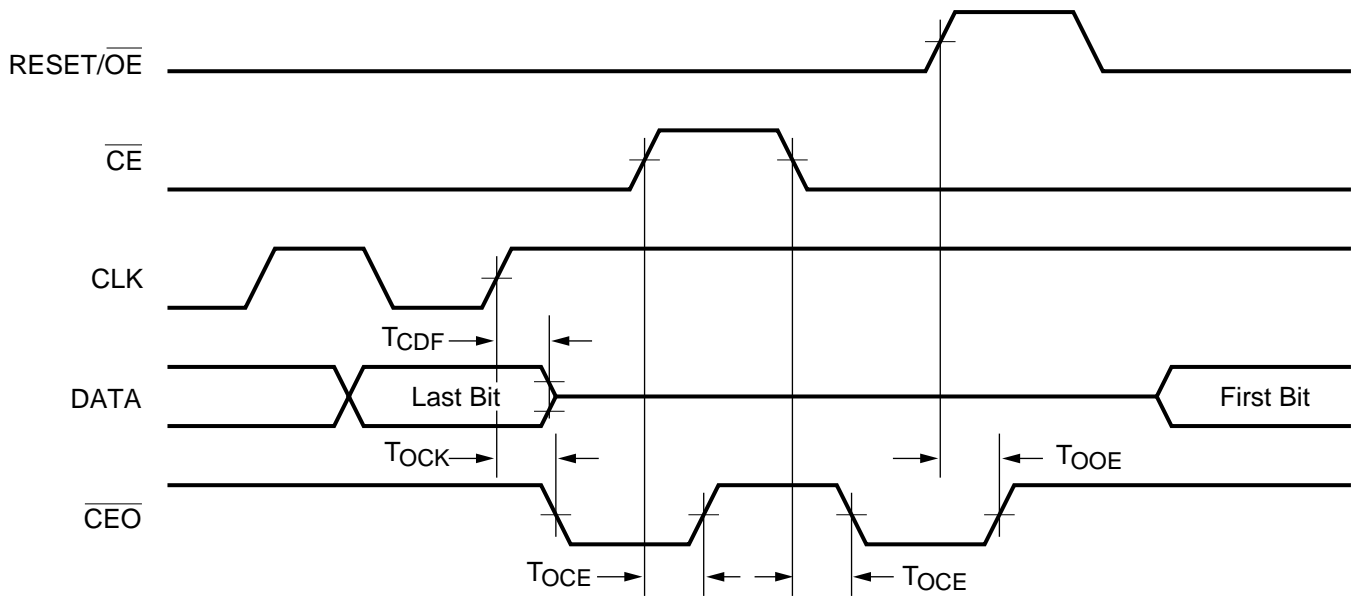 RESET/OE
CE
CLK
TCDF
DATA
Last Bit
First Bit
TOCK
TOOE
CEO
TOCE
TOCE